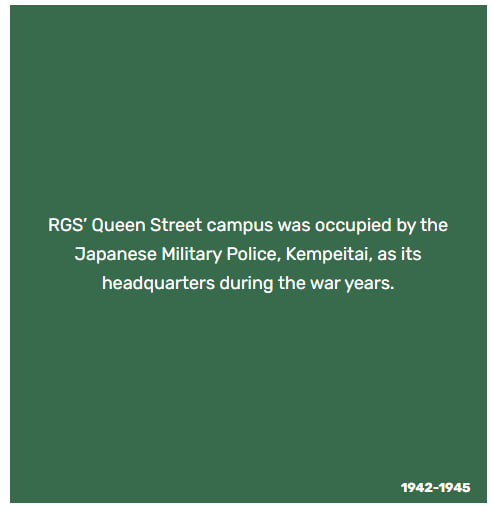 RGS’ Queen Street campus was occupied by the
Japanese Military Police, Kempeitai, as its
headquarters during the war years.
1942-1945